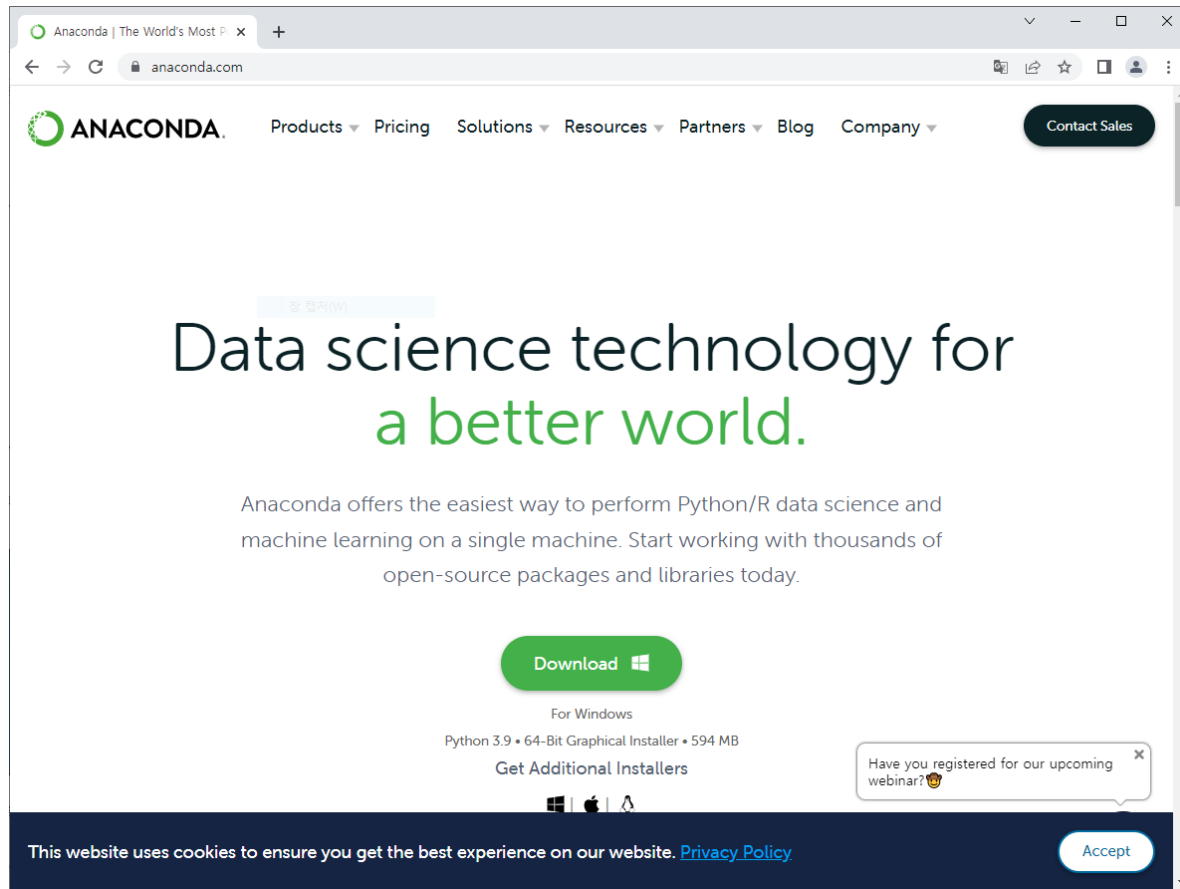 Anaconda | The World's Most P
anaconda.com
ANACONDA.
Products Pricing Solutions Resources Partners Blog Company
Contact Sales
창 캡처(W)
Data science technology for
a better world.
Anaconda offers the easiest way to perform Python/R data science and
machine learning on a single machine. Start working with thousands of
open-source packages and libraries today.
Download
For Windows
Python 3.9 • 64-Bit Graphical Installer • 594 MB
Get Additional Installers
Have you registered for our upcoming
webinar?🤠
This website uses cookies to ensure you get the best experience on our website. Privacy Policy
Accept